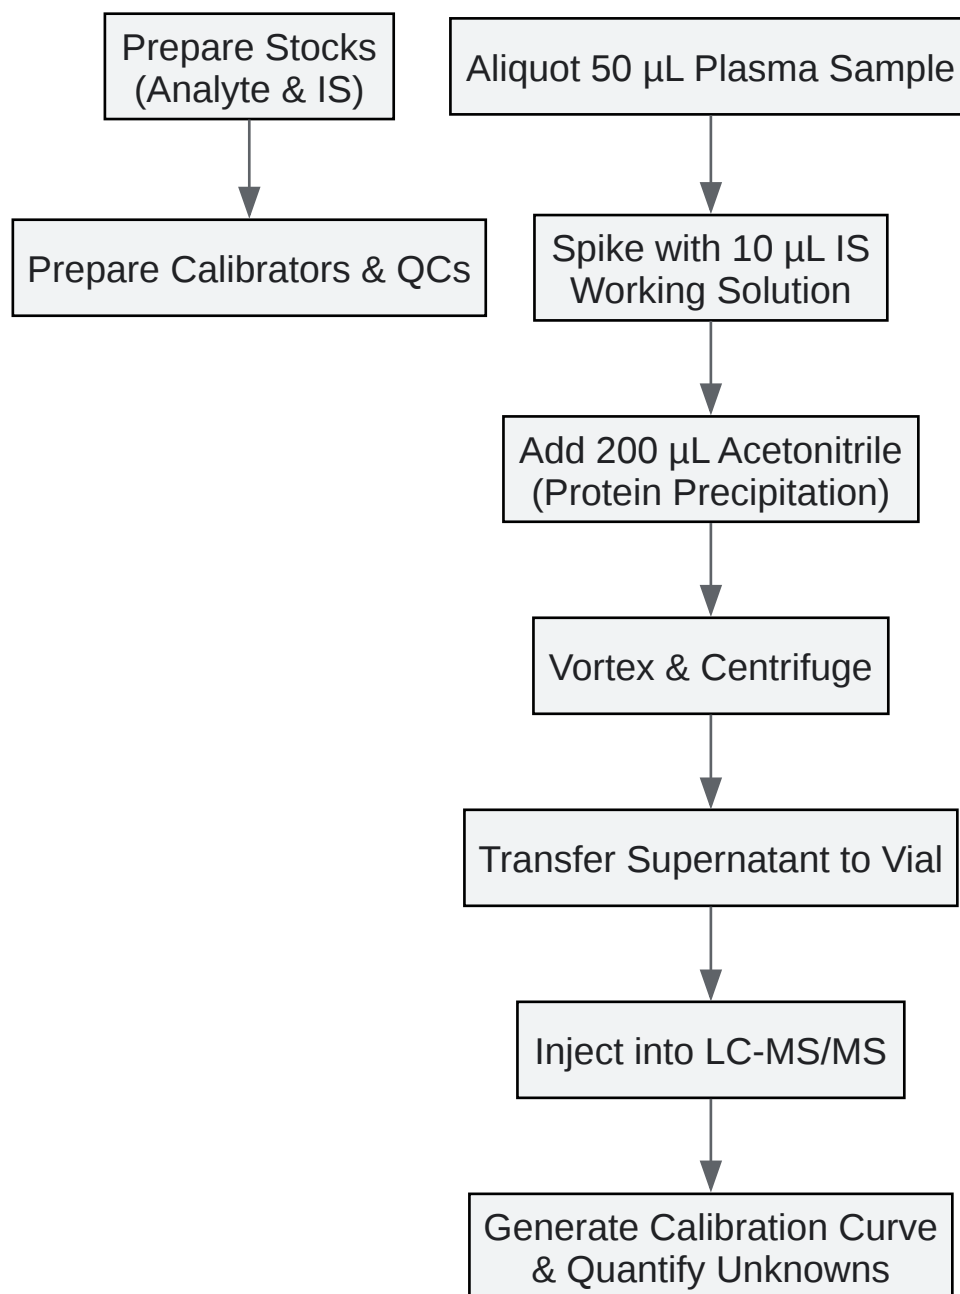 Prepare Stocks
(Analyte & IS)
Prepare Calibrators & QCs
Aliquot 50 µL Plasma Sample
Spike with 10 µL IS
Working Solution
Add 200 µL Acetonitrile
(Protein Precipitation)
Vortex & Centrifuge
Transfer Supernatant to Vial
Inject into LC-MS/MS
Generate Calibration Curve
& Quantify Unknowns